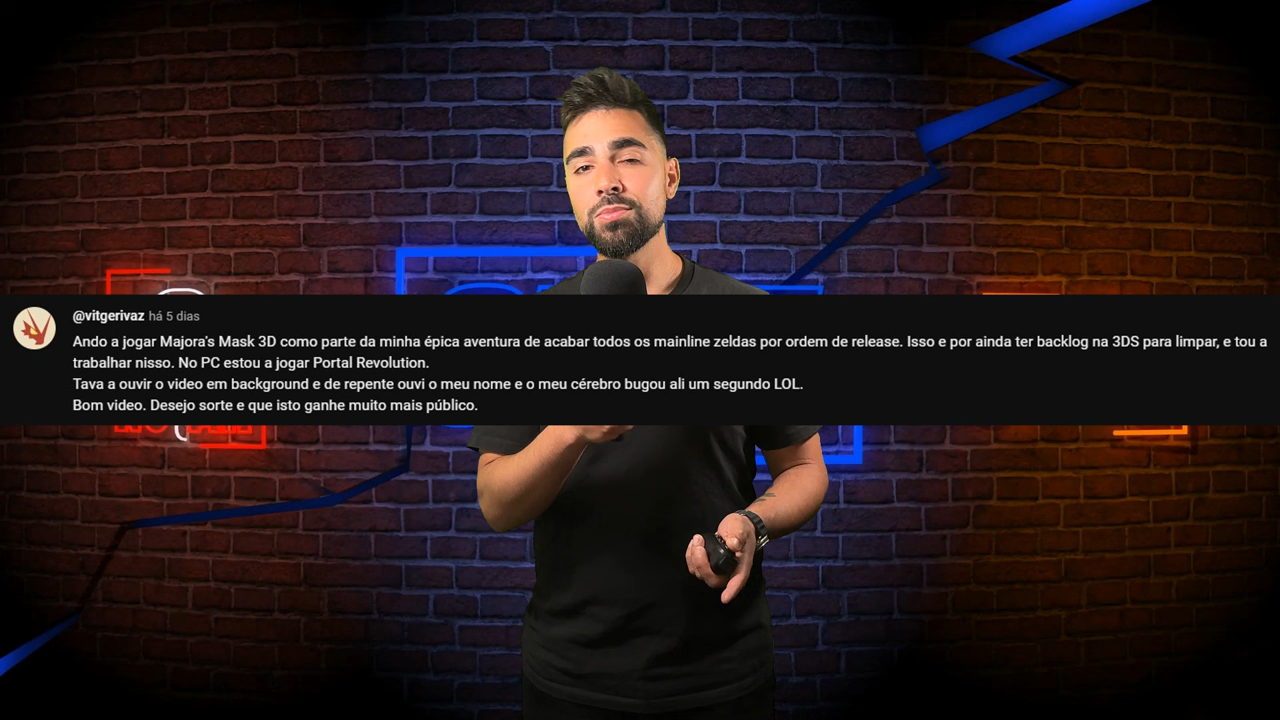 @vitgerivaz há 5 dias
Ando a jogar Majora's Mask 3D como parte da minha épica aventura de acabar todos os mainline zeldas por ordem de release. Isso e por ainda ter backlog na 3DS para limpar, e tou a
trabalhar nisso. No PC estou a jogar Portal Revolution.
Tava a ouvir o video em background e de repente ouvi o meu nome e o meu cérebro bugou ali um segundo LOL.
Bom video. Desejo sorte e que isto ganhe muito mais público.